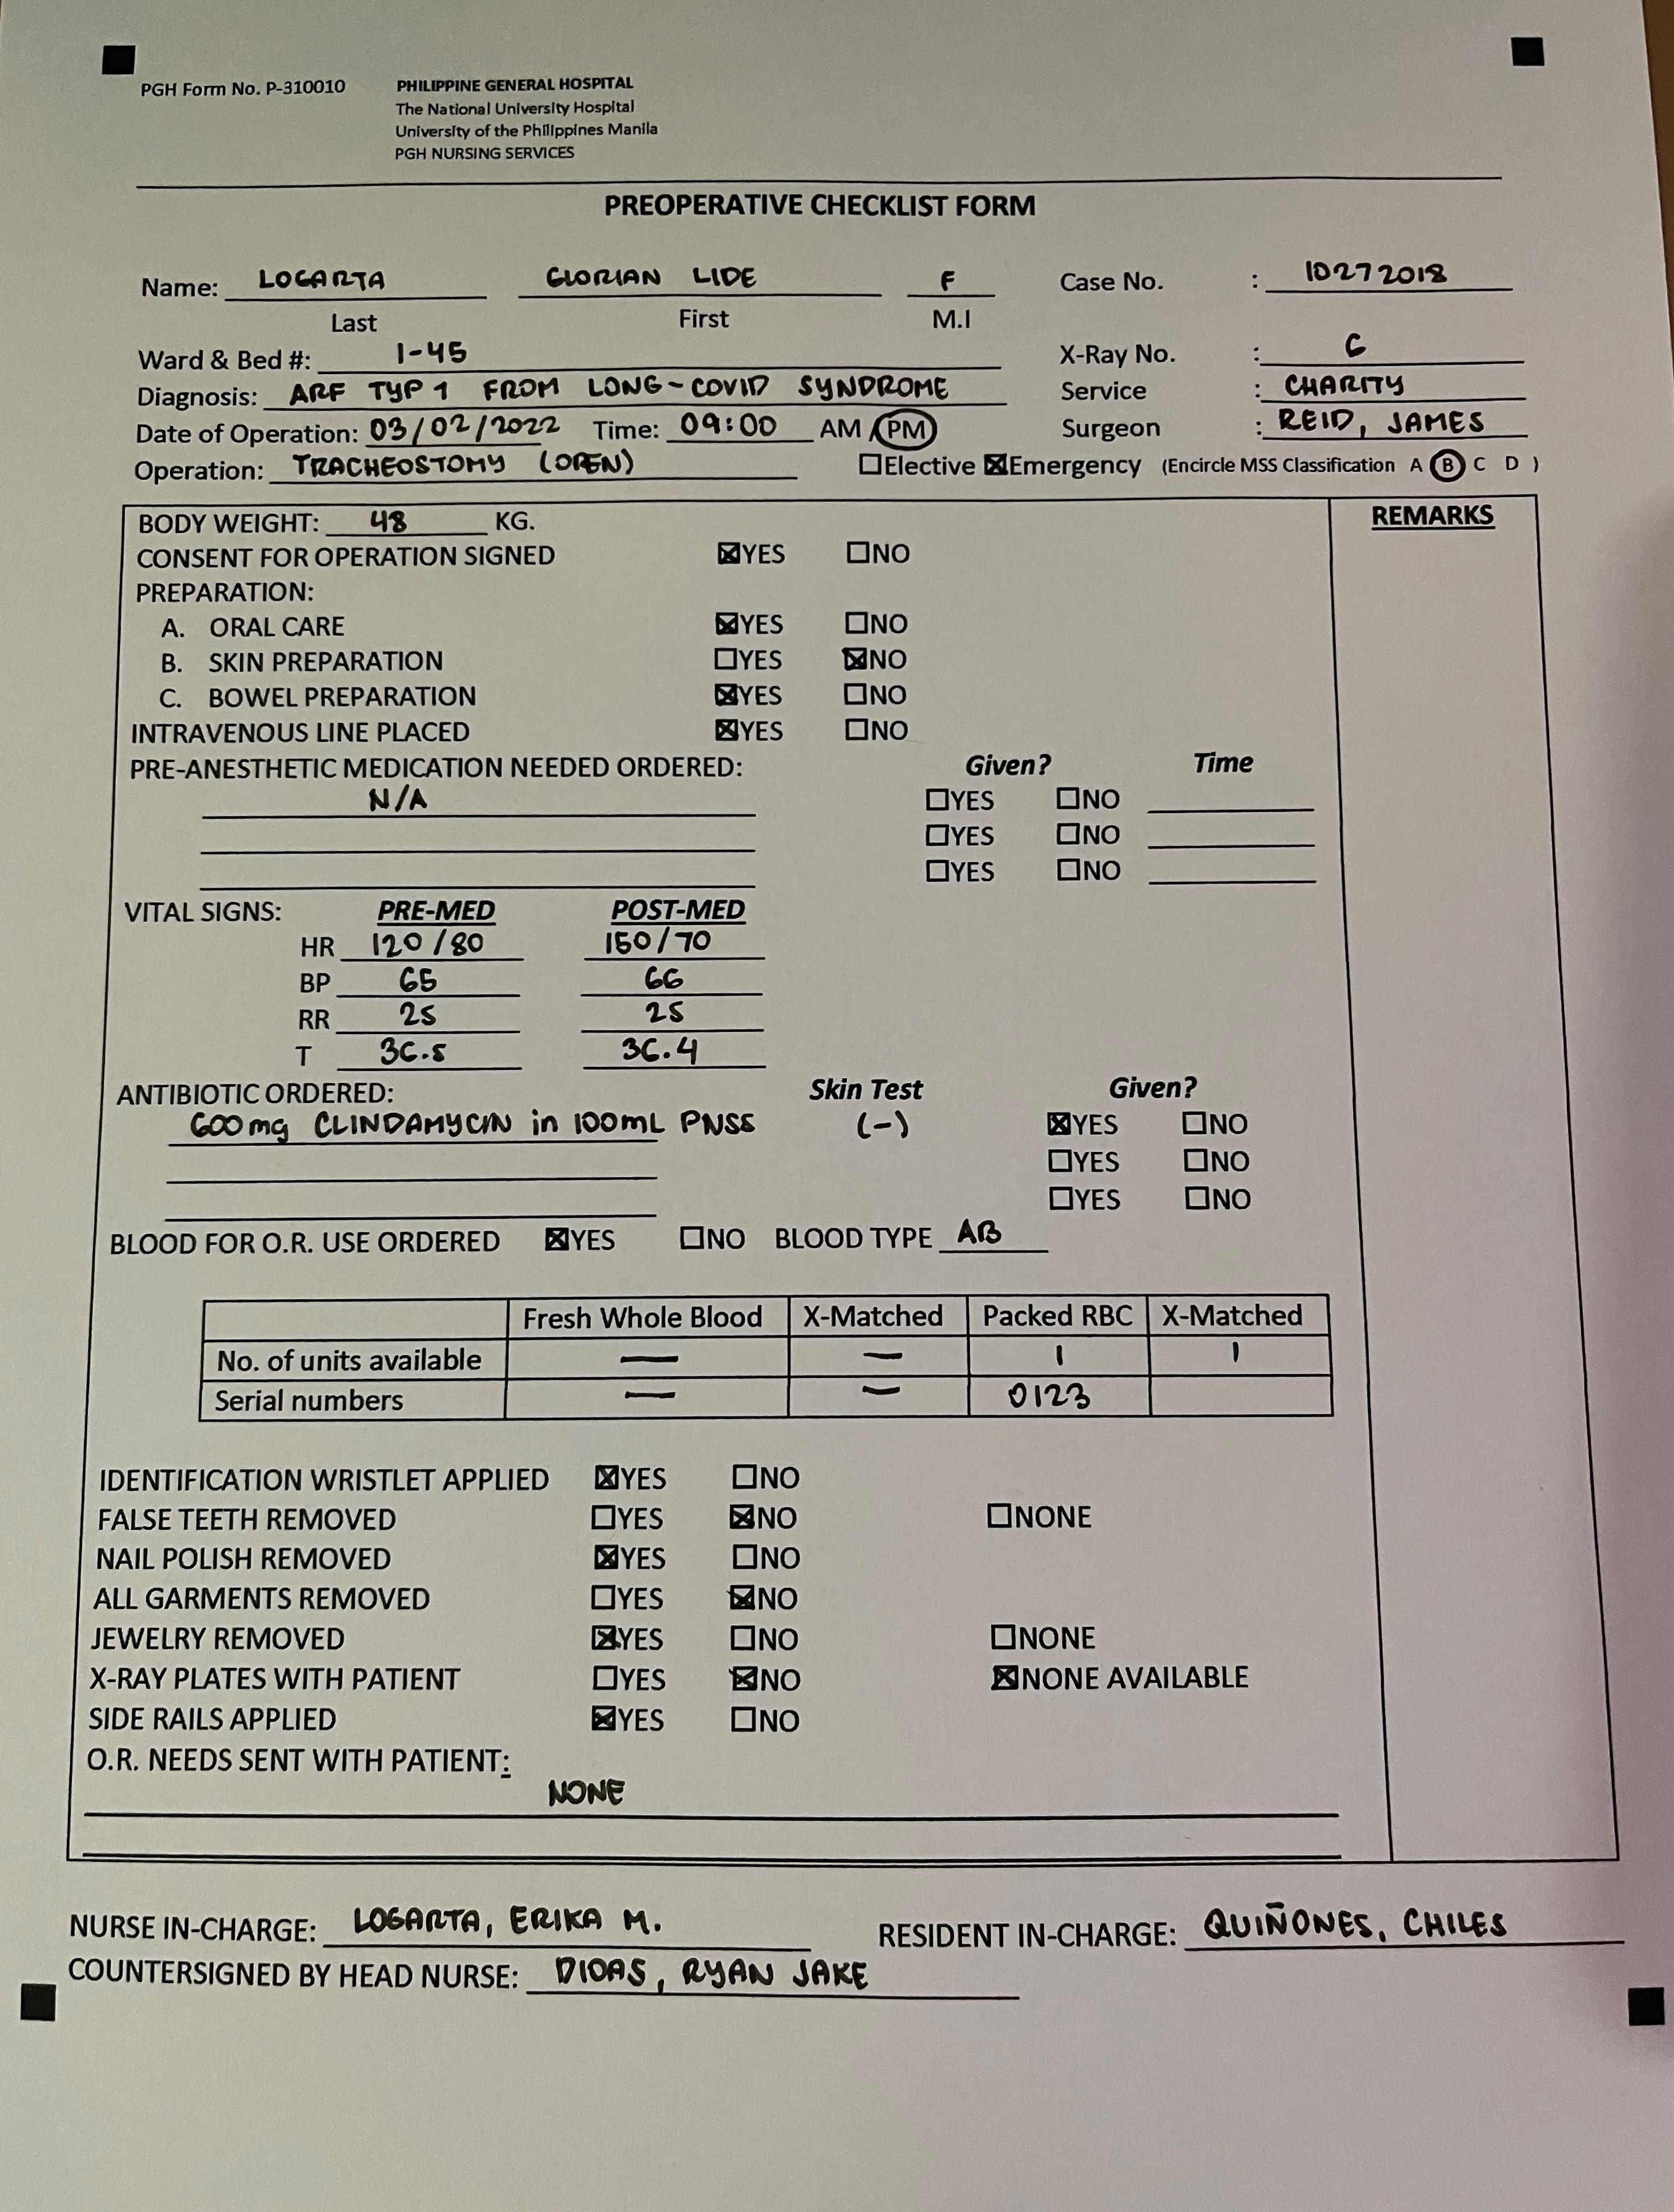 PGH Form No. P-310010
PHILIPPINE GENERAL HOSPITAL
The National University Hospital
University of the Philippines Manila
PGH NURSING SERVICES
PREOPERATIVE CHECKLIST FORM
Name: LOGARTA GLORIAN LIDE F Case No. : 10272018
Last First M.I
Ward & Bed #: 1-45 X-Ray No. : 6
Diagnosis: ARF TYP 1 FROM LONG-COVID SYNDROME Service : CHARITY
Date of Operation: 03/02/2022 Time: 09:00 AM / PM Surgeon : REID, JAMES
Operation: TRACHEOSTOMY (OPEN) ☐Elective ☒Emergency (Encircle MSS Classification A B C D )
BODY WEIGHT: 48 KG. REMARKS
CONSENT FOR OPERATION SIGNED ☒YES ☐NO
PREPARATION:
A. ORAL CARE ☒YES ☐NO
B. SKIN PREPARATION ☐YES ☒NO
C. BOWEL PREPARATION ☒YES ☐NO
INTRAVENOUS LINE PLACED ☒YES ☐NO
PRE-ANESTHETIC MEDICATION NEEDED ORDERED: Given? Time
N/A ☐YES ☐NO
☐YES ☐NO
☐YES ☐NO
VITAL SIGNS: PRE-MED POST-MED
HR 120/80 150/70
BP 65 66
RR 25 25
T 36.5 36.4
ANTIBIOTIC ORDERED: Skin Test Given?
600mg CLINDAMYCIN in 100mL PNSS (-) ☒YES ☐NO
☐YES ☐NO
☐YES ☐NO
BLOOD FOR O.R. USE ORDERED ☒YES ☐NO BLOOD TYPE AB
Fresh Whole Blood X-Matched Packed RBC X-Matched
No. of units available — — 1 1
Serial numbers — — 0123
IDENTIFICATION WRISTLET APPLIED ☒YES ☐NO
FALSE TEETH REMOVED ☐YES ☒NO ☐NONE
NAIL POLISH REMOVED ☒YES ☐NO
ALL GARMENTS REMOVED ☐YES ☒NO
JEWELRY REMOVED ☒YES ☐NO ☐NONE
X-RAY PLATES WITH PATIENT ☐YES ☒NO ☒NONE AVAILABLE
SIDE RAILS APPLIED ☒YES ☐NO
O.R. NEEDS SENT WITH PATIENT:
NONE
NURSE IN-CHARGE: LOGARTA, ERIKA M. RESIDENT IN-CHARGE: QUIÑONES, CHILES
COUNTERSIGNED BY HEAD NURSE: DIOAS, RYAN JAKE